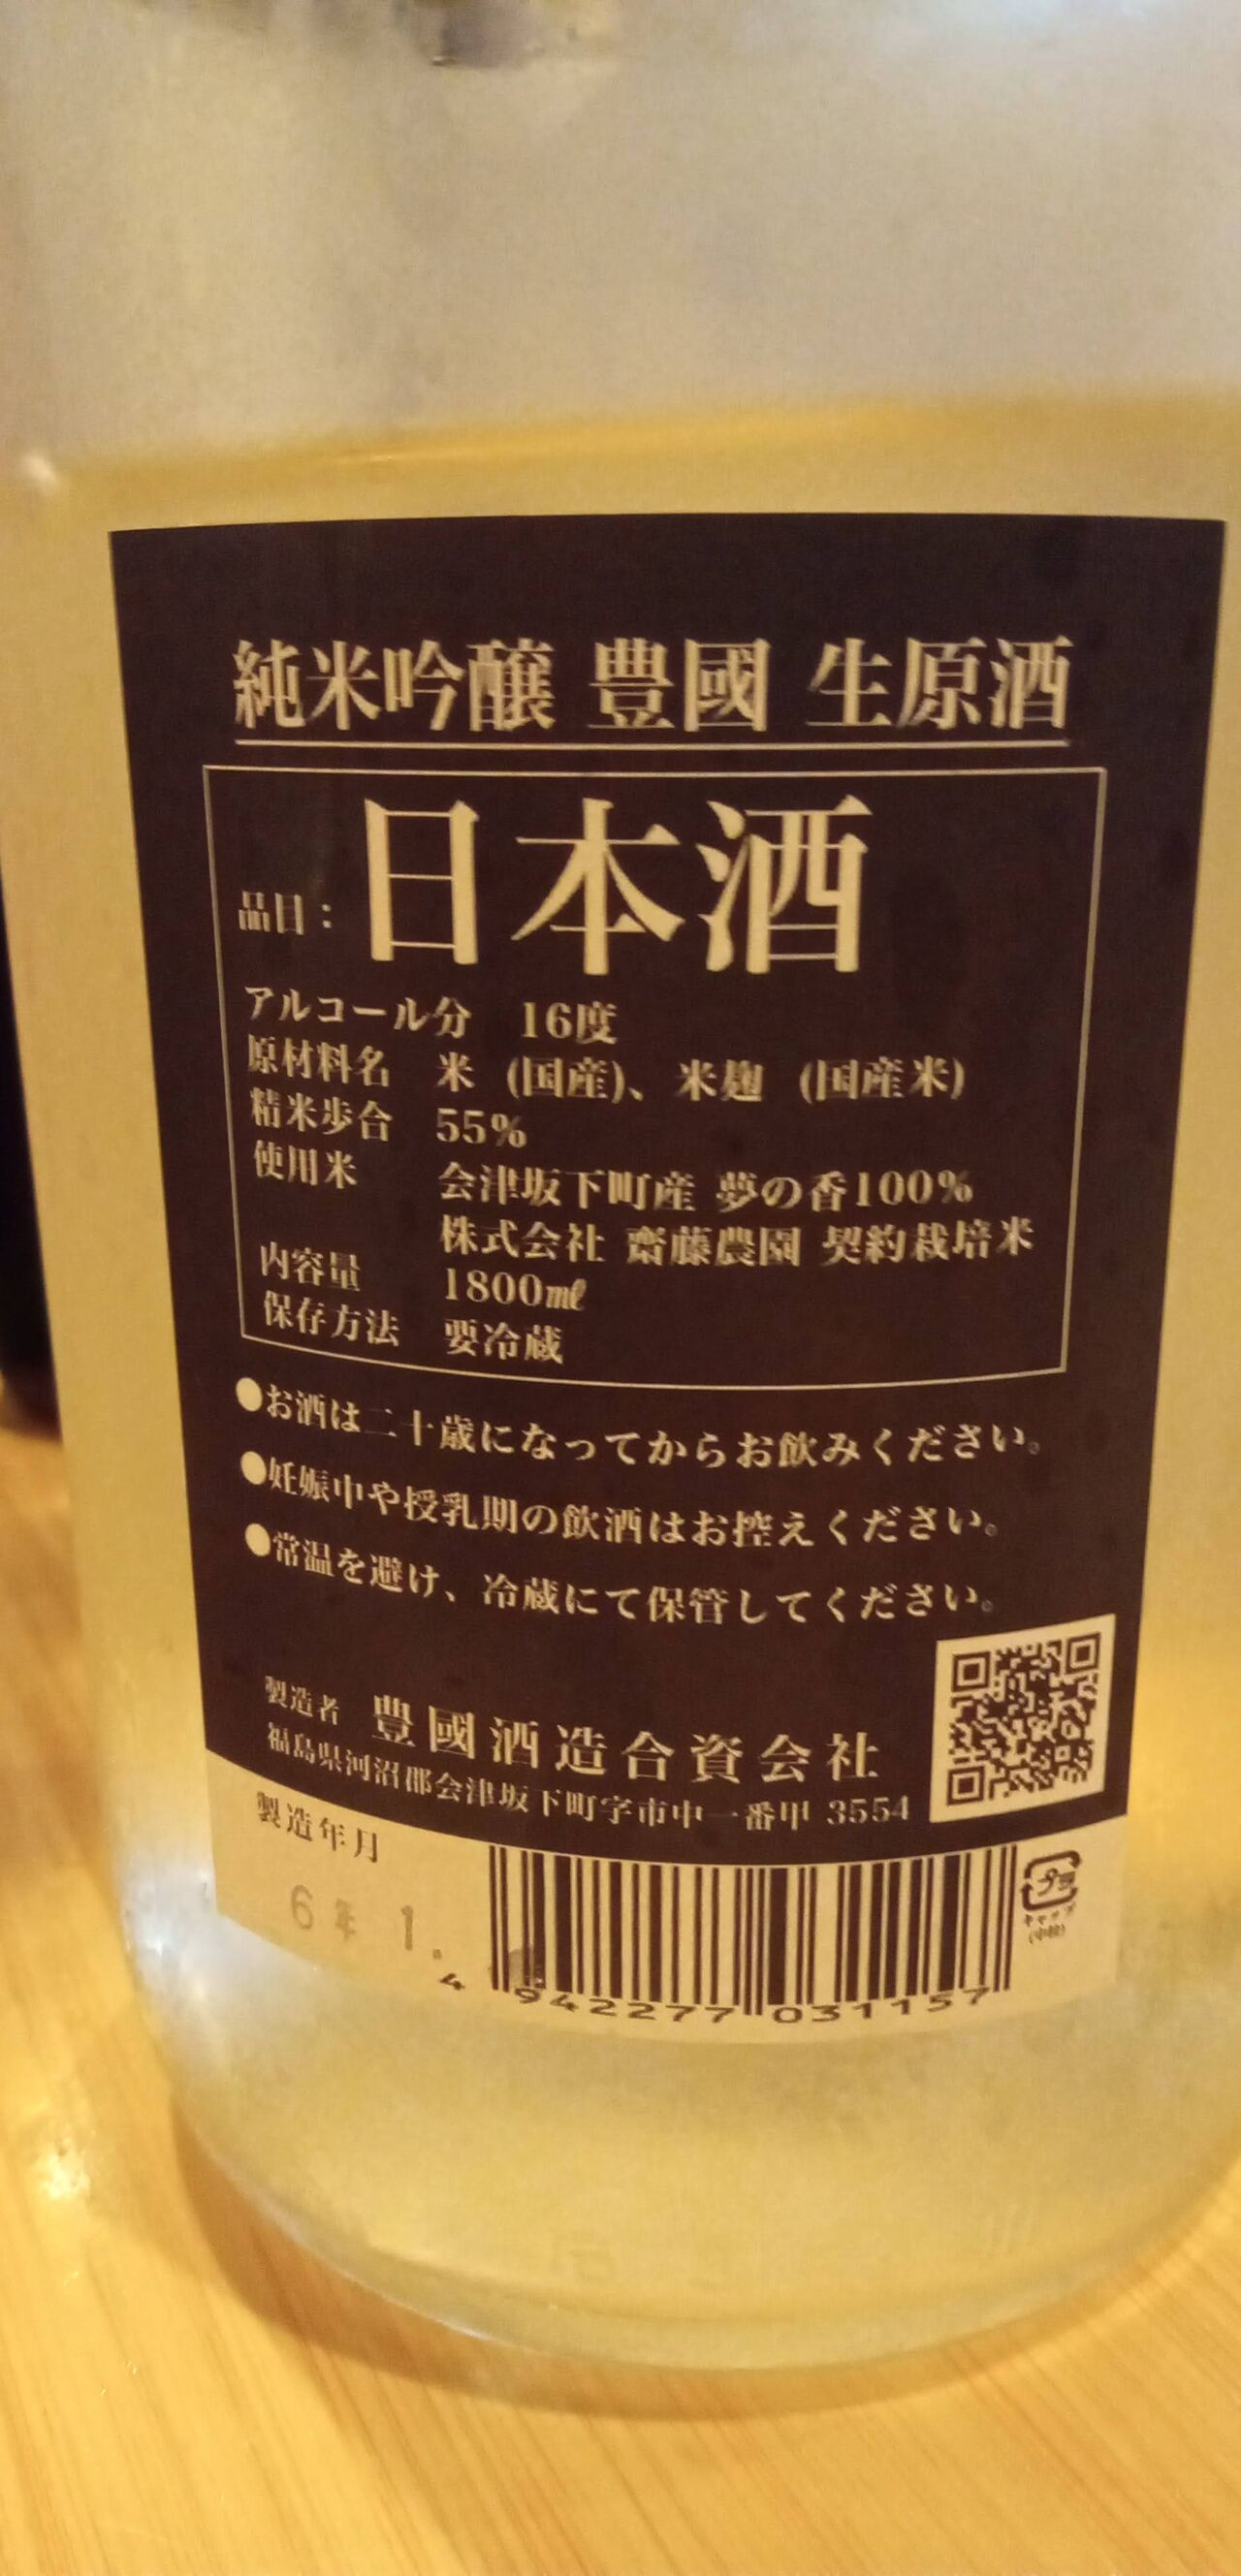 純米吟醸 豊國 生原酒
品目：日本酒
アルコール分 16度
原材料名 米 (国産)、米麹 (国産米)
精米歩合 55%
使用米 会津坂下町産 夢の香100%
株式会社 齋藤農園 契約栽培米
内容量 1800㎖
保存方法 要冷蔵
●お酒は二十歳になってからお飲みください。
●妊娠中や授乳期の飲酒はお控えください。
●常温を避け、冷蔵にて保管してください。
製造者 豊國酒造合資会社
福島県河沼郡会津坂下町字市中一番甲 3554
製造年月
6年 1.
4 942277 031157
プラ
キャップ
(中栓)